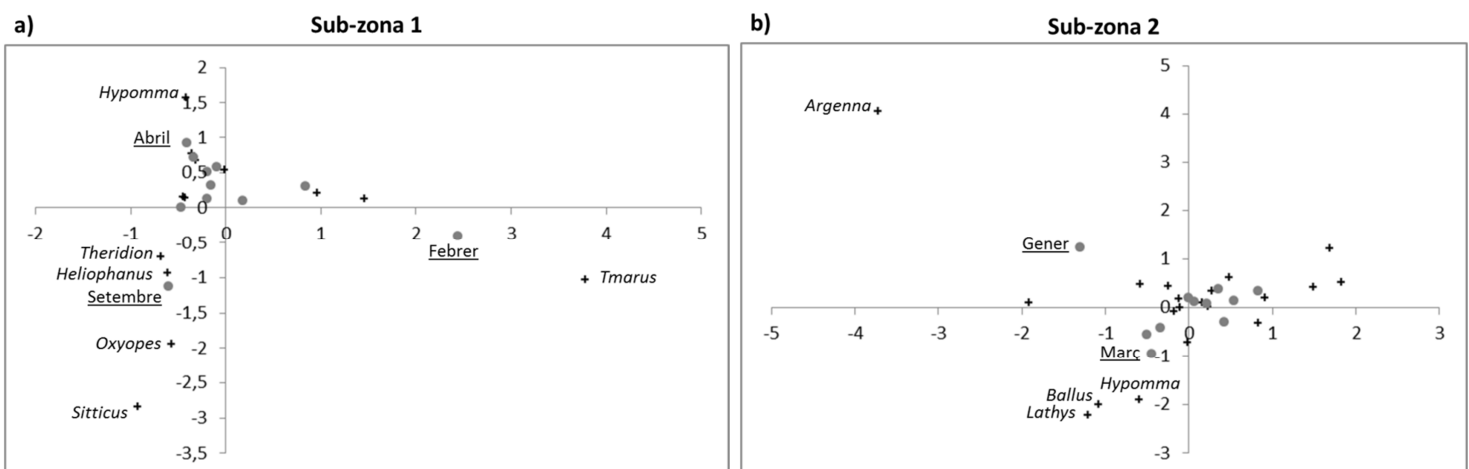 a)
Sub-zona 1
2
Hypomma
1,5
Abril
1
0,5
0
-2
-1
0
1
2
3
4
5
Theridion
-0,5
Febrer
Heliophanus
-1
Tmarus
Setembre
-1,5
Oxyopes
-2
-2,5
Sitticus
-3
-3,5
b)
Sub-zona 2
5
Argenna
4
3
2
Gener
1
0
-5
-4
-3
-2
-1
0
1
2
3
Març
-1
Hypomma
Ballus
-2
Lathys
-3